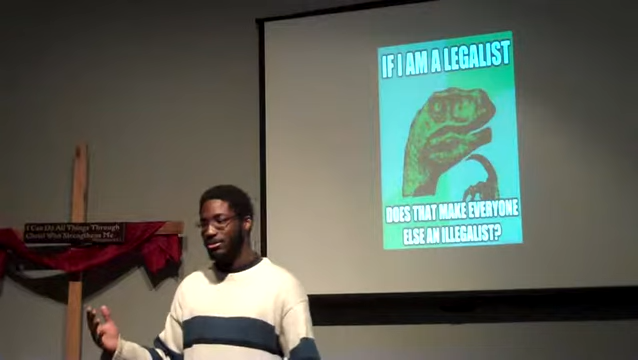 IF I AM A LEGALIST
DOES THAT MAKE EVERYONE
ELSE AN ILLEGALIST?
I Can Do All Things Through
Christ Who Strengthens Me